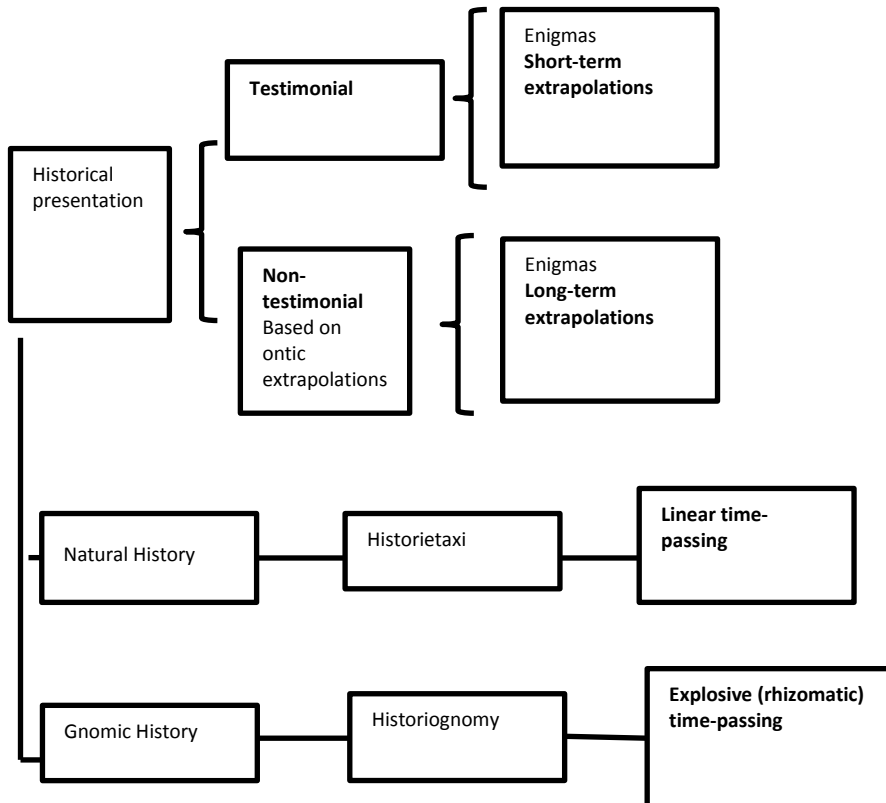 Historical
presentation
Testimonial
Enigmas
Short-term
extrapolations
Non-
testimonial
Based on
ontic
extrapolations
Enigmas
Long-term
extrapolations
Natural History
Historietaxi
Linear time-
passing
Gnomic History
Historiognomy
Explosive (rhizomatic)
time-passing